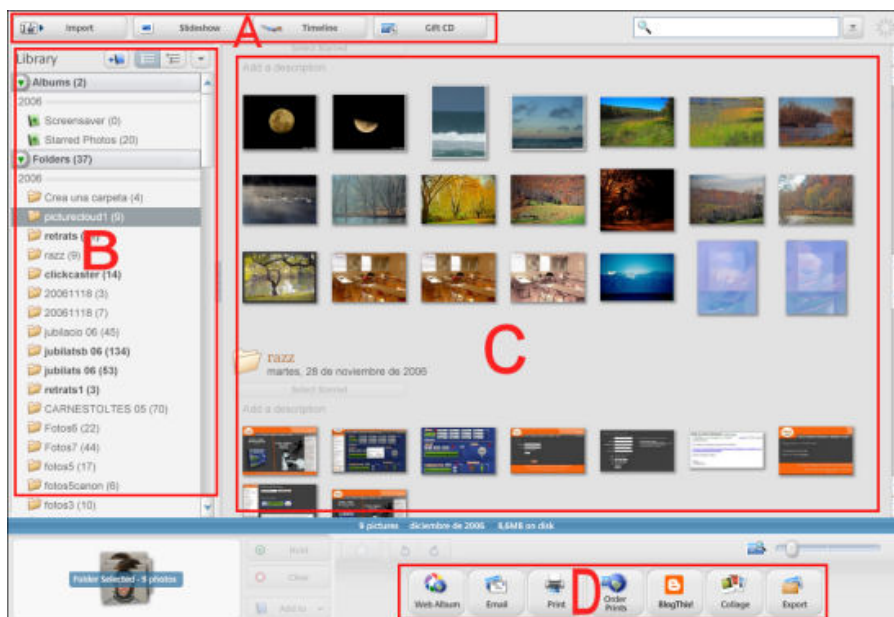 Import Slideshow Timeline Gift CD
A
Library
Albums (2)
2006
Screensaver (0)
Starred Photos (20)
Folders (37)
2006
Crea una carpeta (4)
picturecloud1 (9)
retrats
razz (9)
B
clickcaster (14)
20061118 (3)
20061118 (7)
jubilacio 06 (45)
jubilatsb 06 (134)
jubilats 06 (53)
retrats1 (3)
CARNESTOLTES 05 (70)
Fotos6 (22)
Fotos7 (44)
fotos5 (17)
fotos5canon (6)
fotos3 (10)
Select Starred
Add a description
C
razz
martes, 28 de noviembre de 2006
Select Starred
Add a description
9 pictures diciembre de 2006 8,6MB on disk
Folder Selected - 9 photos
Hold
Clear
Add to
Web Album Email Print Order Prints BlogThis! Collage Export
D